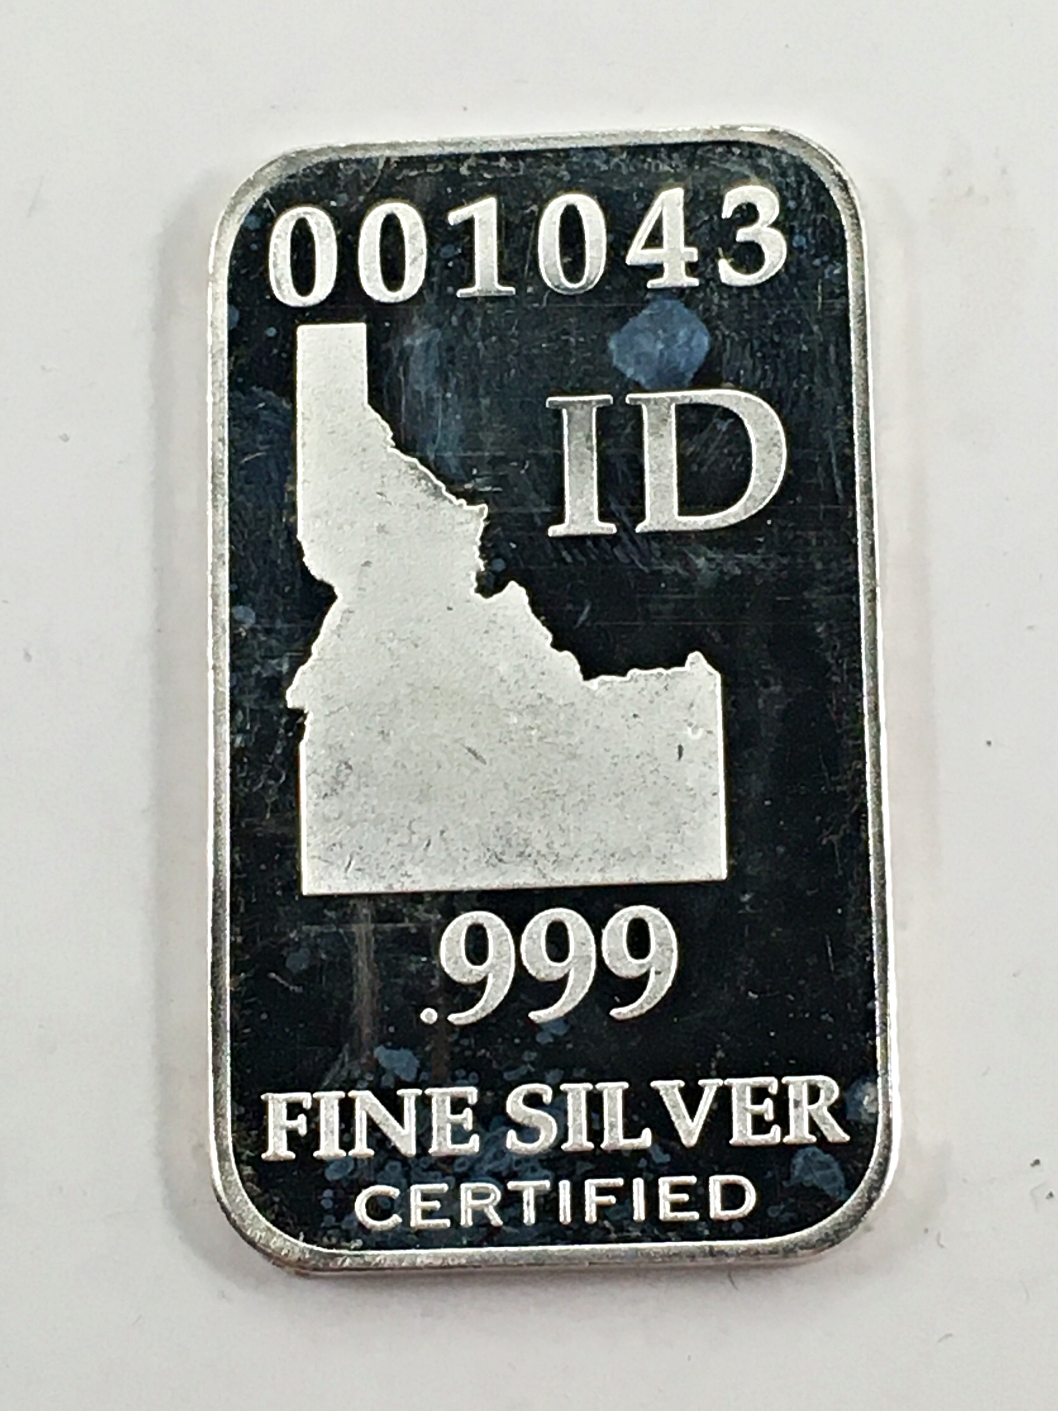 001043
ID
.999
FINE SILVER
CERTIFIED